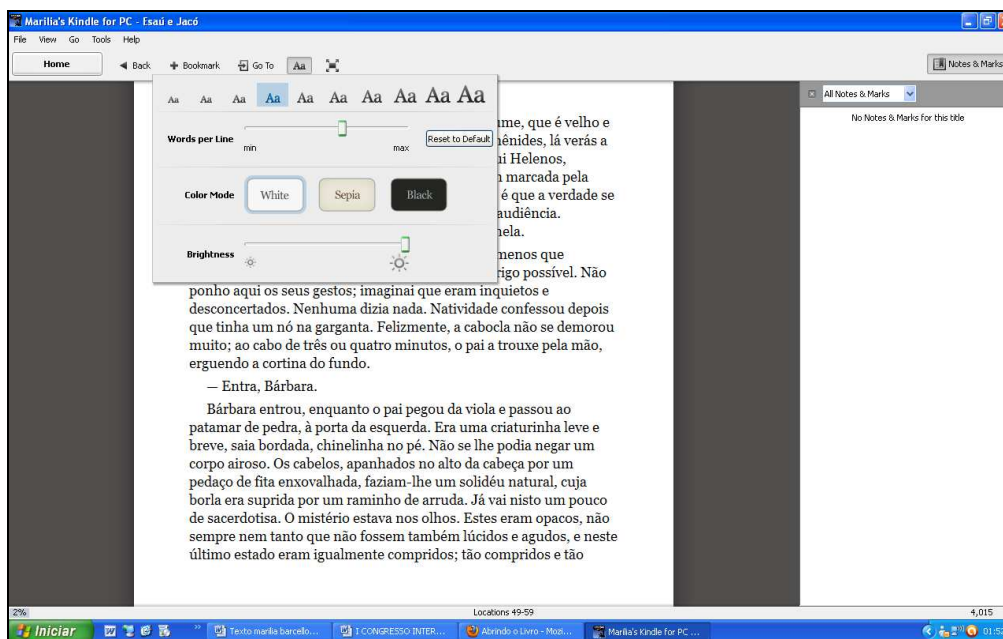 Marilia's Kindle for PC - Esaú e Jacó
File View Go Tools Help
Home Back Bookmark Go To Aa Notes & Marks
Aa Aa Aa Aa Aa Aa Aa Aa Aa Aa
All Notes & Marks
No Notes & Marks for this title
Words per Line
min max
Reset to Default
Color Mode White Sepia Black
Brightness
que é velho e
lá verás a
Helenos,
marcada pela
é que a verdade se
audiência.
menos que
possível. Não
ponho aqui os seus gestos; imaginai que eram inquietos e
desconcertados. Nenhuma dizia nada. Natividade confessou depois
que tinha um nó na garganta. Felizmente, a cabocla não se demorou
muito; ao cabo de três ou quatro minutos, o pai a trouxe pela mão,
erguendo a cortina do fundo.
— Entra, Bárbara.
Bárbara entrou, enquanto o pai pegou da viola e passou ao
patamar de pedra, à porta da esquerda. Era uma criaturinha leve e
breve, saia bordada, chinelinha no pé. Não se lhe podia negar um
corpo airoso. Os cabelos, apanhados no alto da cabeça por um
pedaço de fita enxovalhada, faziam-lhe um solidéu natural, cuja
borla era suprida por um raminho de arruda. Já vai nisto um pouco
de sacerdotisa. O mistério estava nos olhos. Estes eram opacos, não
sempre nem tanto que não fossem também lúcidos e agudos, e neste
último estado eram igualmente compridos; tão compridos e tão
2% Locations 49-59 4,015
Iniciar Texto marilia barcello... I CONGRESSO INTER... Abrindo o Livro - Mozi... Marilia's Kindle for PC ...